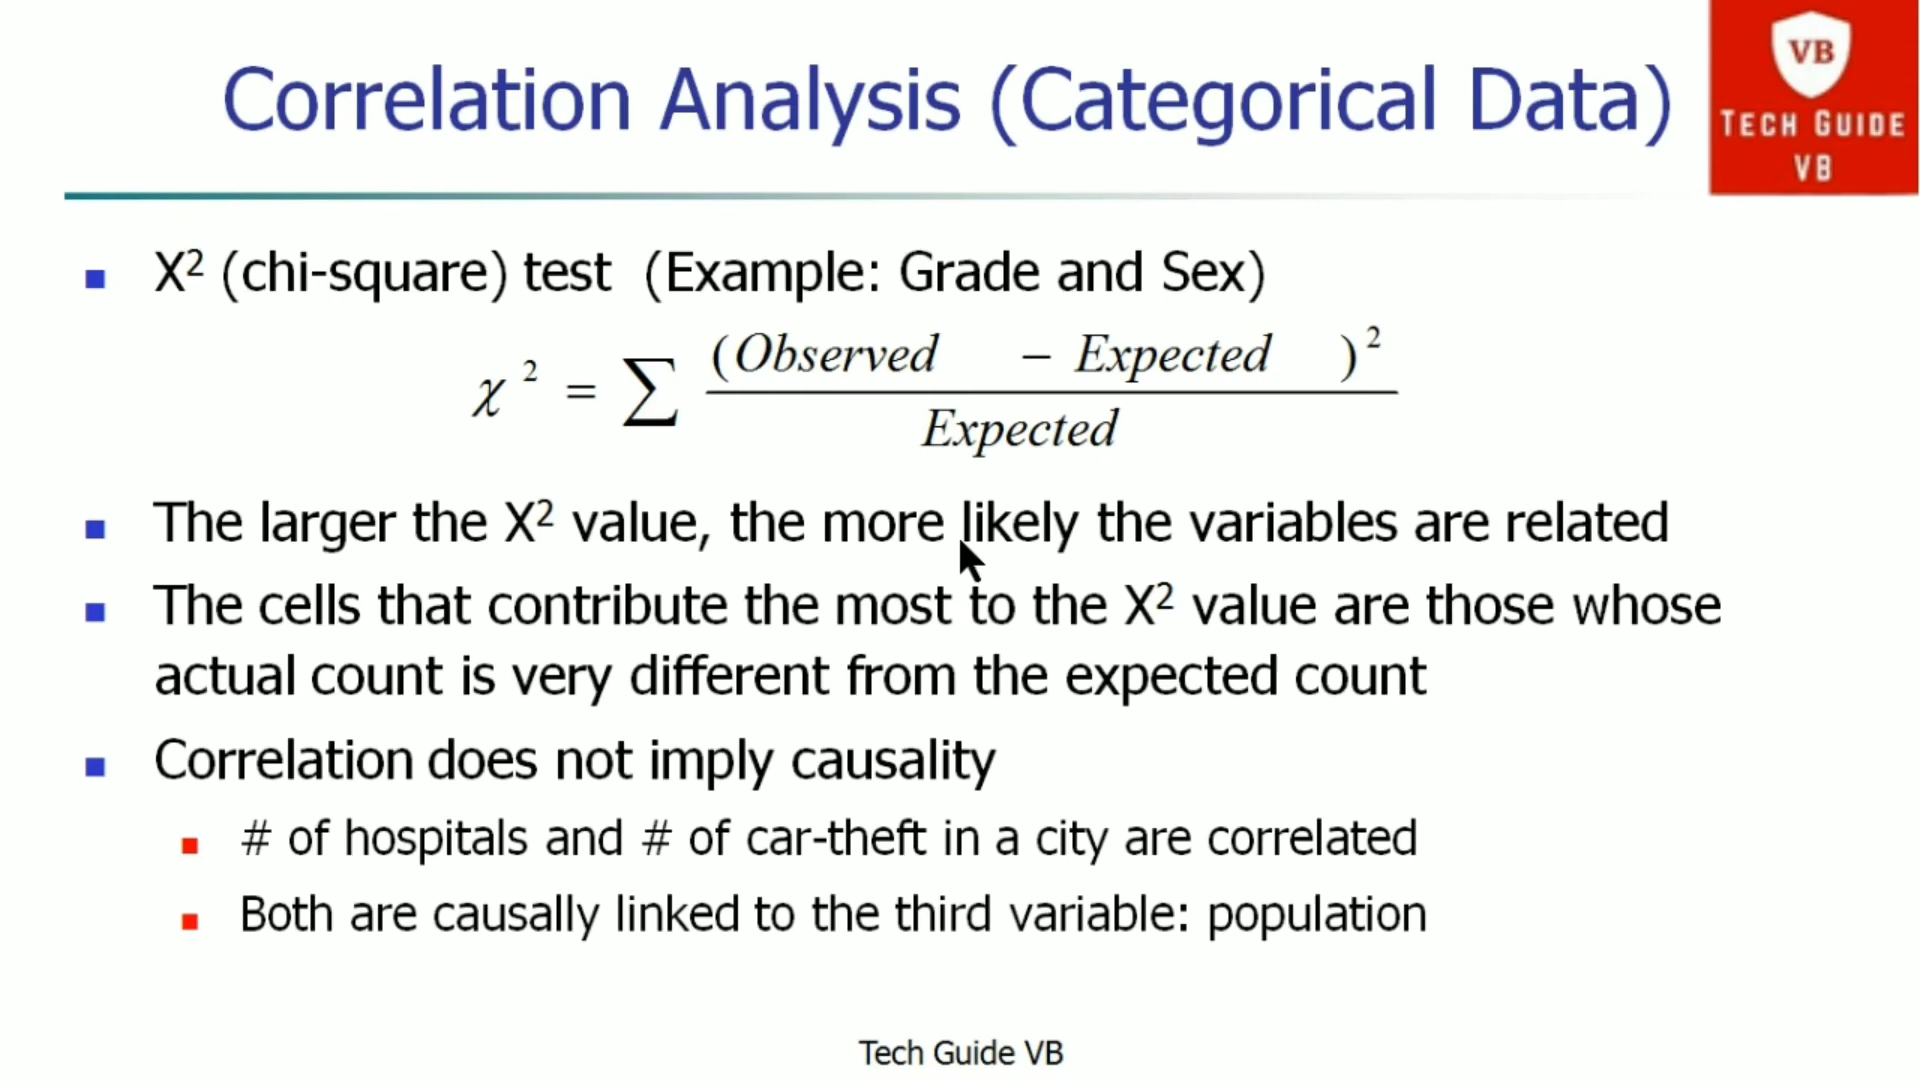 Correlation Analysis (Categorical Data)
VB
TECH GUIDE
VB
X² (chi-square) test (Example: Grade and Sex)
χ² = ∑ (Observed − Expected)² / Expected
The larger the X² value, the more likely the variables are related
The cells that contribute the most to the X² value are those whose
actual count is very different from the expected count
Correlation does not imply causality
# of hospitals and # of car-theft in a city are correlated
Both are causally linked to the third variable: population
Tech Guide VB